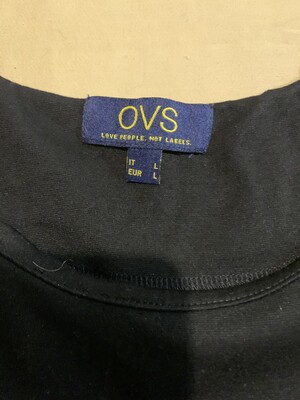 OVS
LOVE PEOPLE. NOT LABELS.
IT L
EUR L